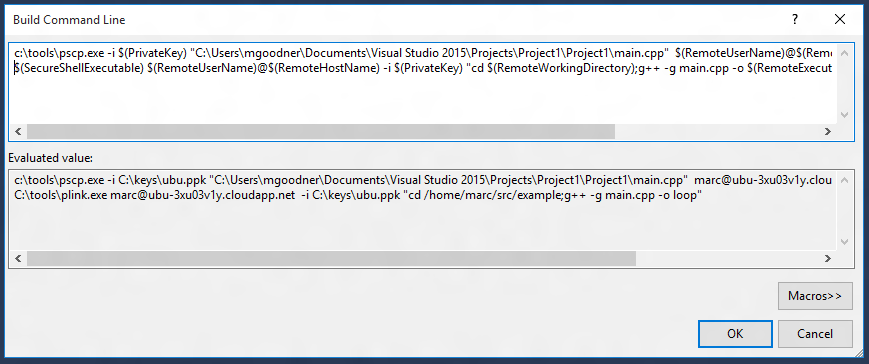 Build Command Line
?
c:\tools\pscp.exe -i $(PrivateKey) "C:\Users\mgoodner\Documents\Visual Studio 2015\Projects\Project1\Project1\main.cpp"  $(RemoteUserName)@$(Remo
$(SecureShellExecutable) $(RemoteUserName)@$(RemoteHostName) -i $(PrivateKey) "cd $(RemoteWorkingDirectory);g++ -g main.cpp -o $(RemoteExecut
Evaluated value:
c:\tools\pscp.exe -i C:\keys\ubu.ppk "C:\Users\mgoodner\Documents\Visual Studio 2015\Projects\Project1\Project1\main.cpp"  marc@ubu-3xu03v1y.clou
C:\tools\plink.exe marc@ubu-3xu03v1y.cloudapp.net  -i C:\keys\ubu.ppk "cd /home/marc/src/example;g++ -g main.cpp -o loop"
Macros>>
OK
Cancel